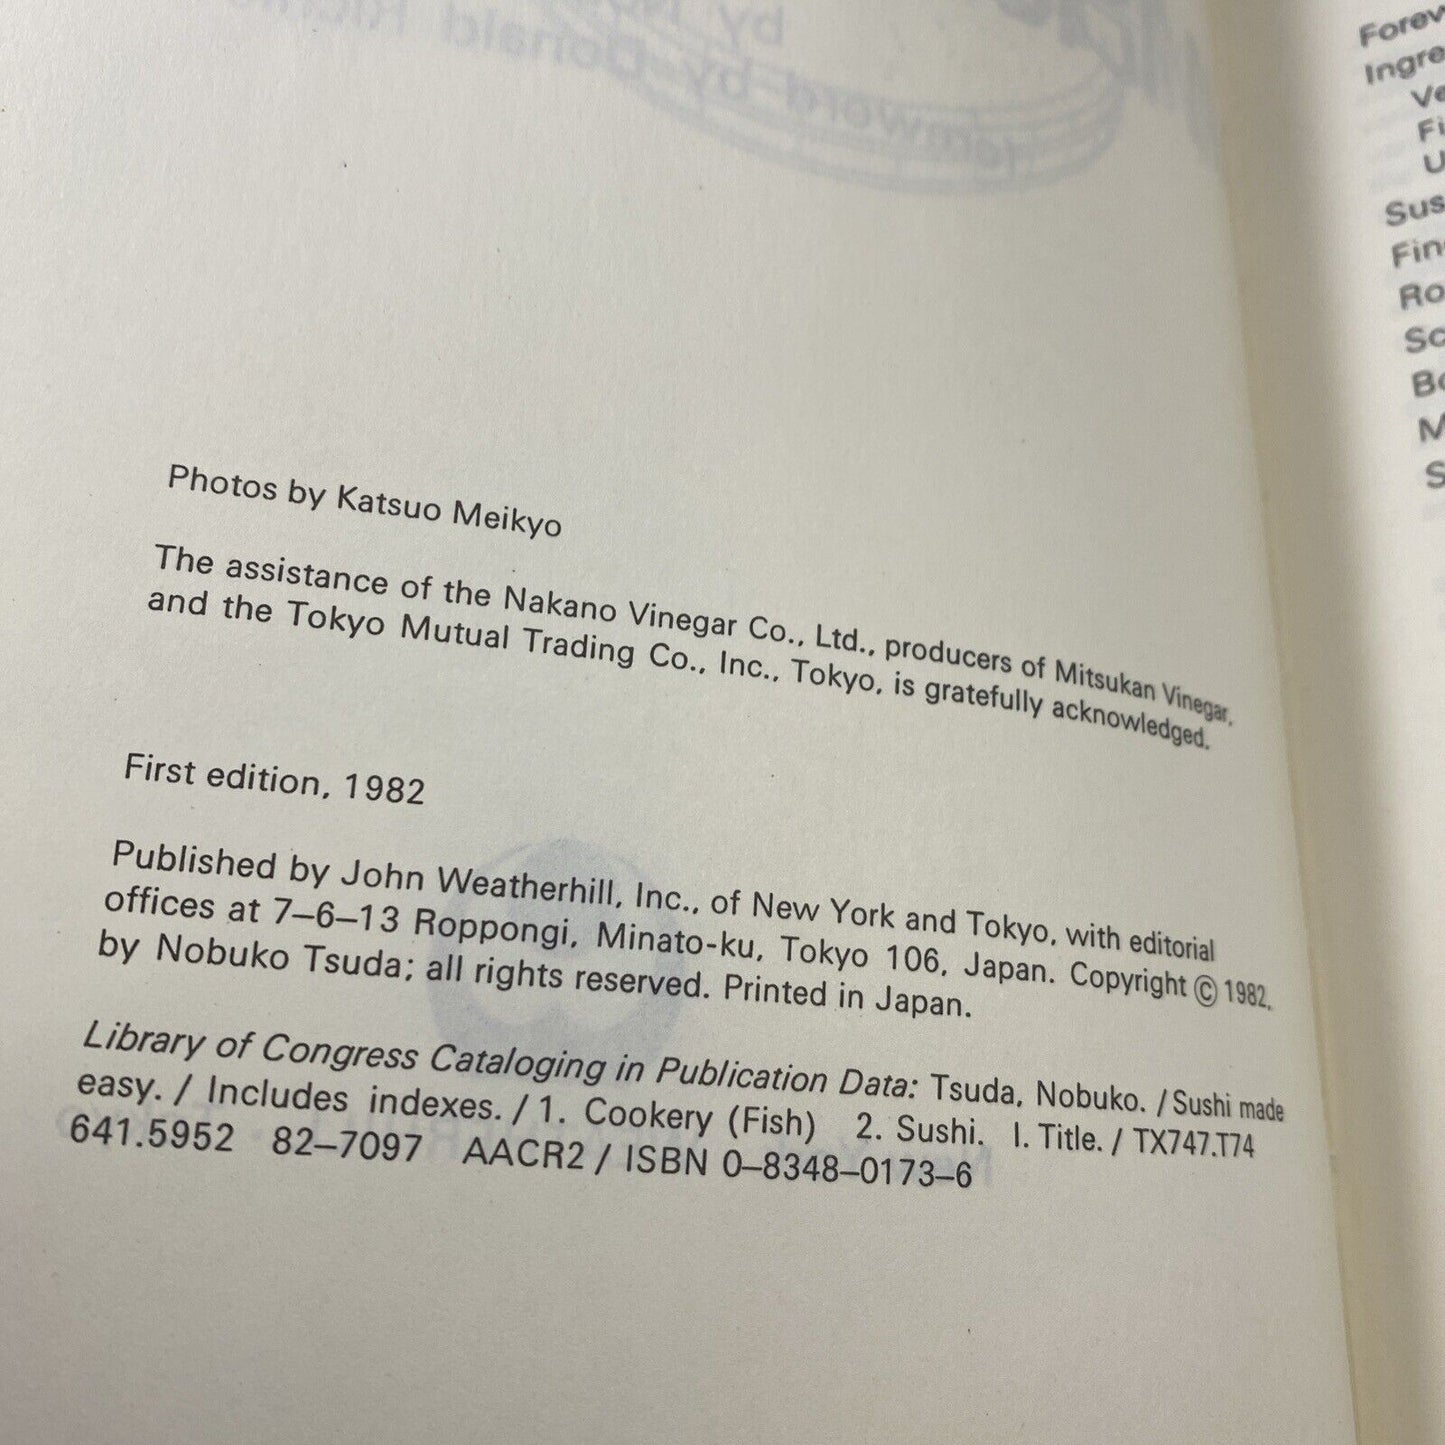 Photos by Katsuo Meikyo
The assistance of the Nakano Vinegar Co., Ltd., producers of Mitsukan Vinegar,
and the Tokyo Mutual Trading Co., Inc., Tokyo, is gratefully acknowledged.
First edition, 1982
Published by John Weatherhill, Inc., of New York and Tokyo, with editorial
offices at 7–6–13 Roppongi, Minato-ku, Tokyo 106, Japan. Copyright © 1982,
by Nobuko Tsuda; all rights reserved. Printed in Japan.
Library of Congress Cataloging in Publication Data: Tsuda, Nobuko. / Sushi made
easy. / Includes indexes. / 1. Cookery (Fish) 2. Sushi. I. Title. / TX747.T74
641.5952 82–7097 AACR2 / ISBN 0–8348–0173–6